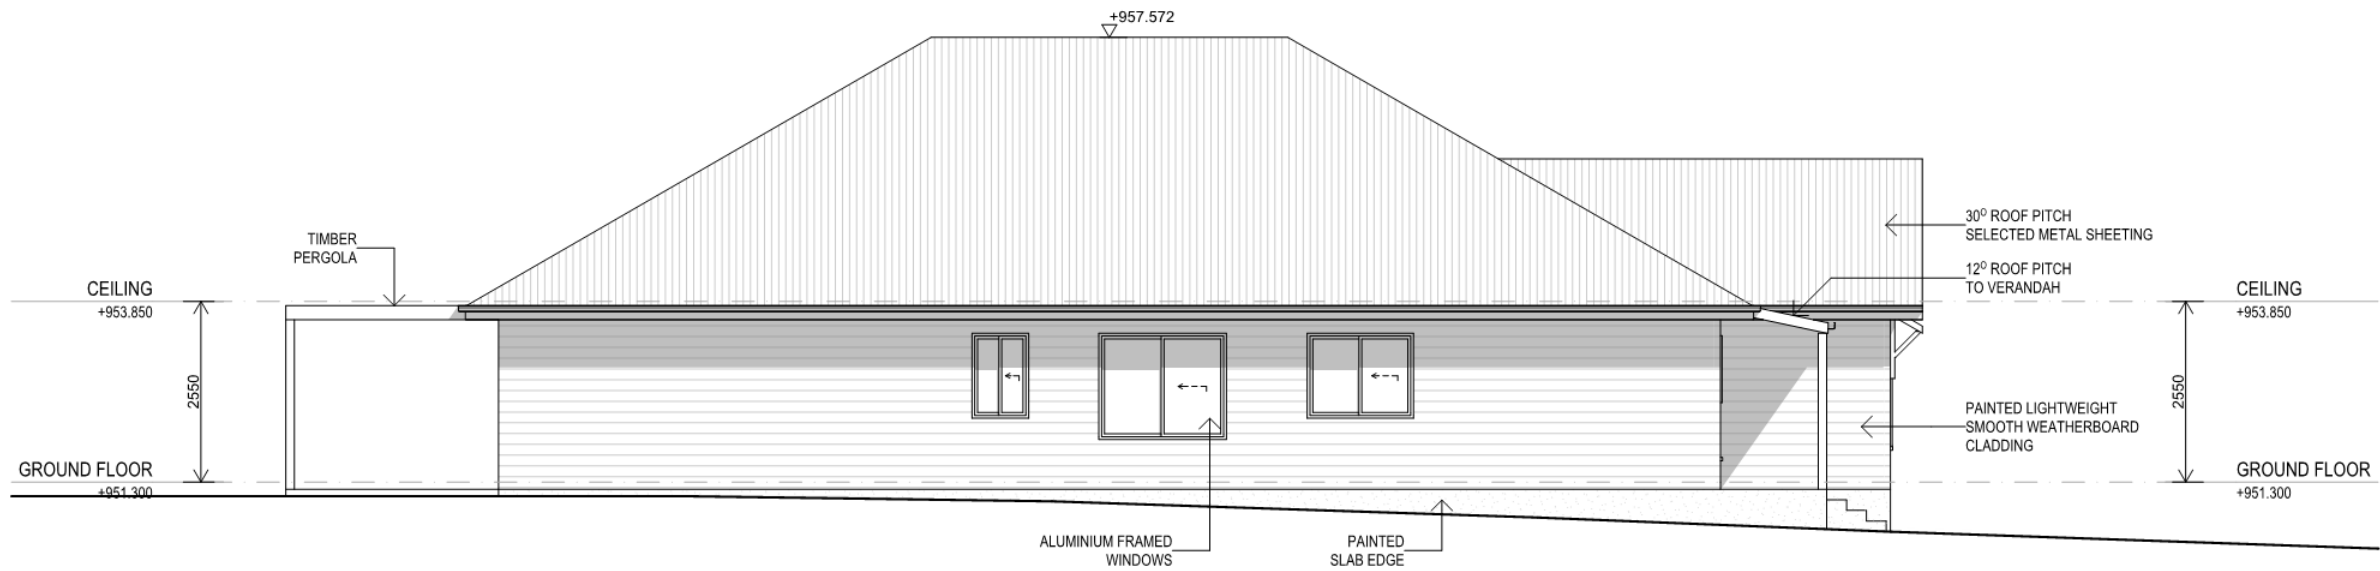 +957.572
TIMBER
PERGOLA
CEILING
+953.850
2550
GROUND FLOOR
+951.300
30⁰ ROOF PITCH
SELECTED METAL SHEETING
12⁰ ROOF PITCH
TO VERANDAH
CEILING
+953.850
2550
PAINTED LIGHTWEIGHT
SMOOTH WEATHERBOARD
CLADDING
GROUND FLOOR
+951.300
ALUMINIUM FRAMED
WINDOWS
PAINTED
SLAB EDGE